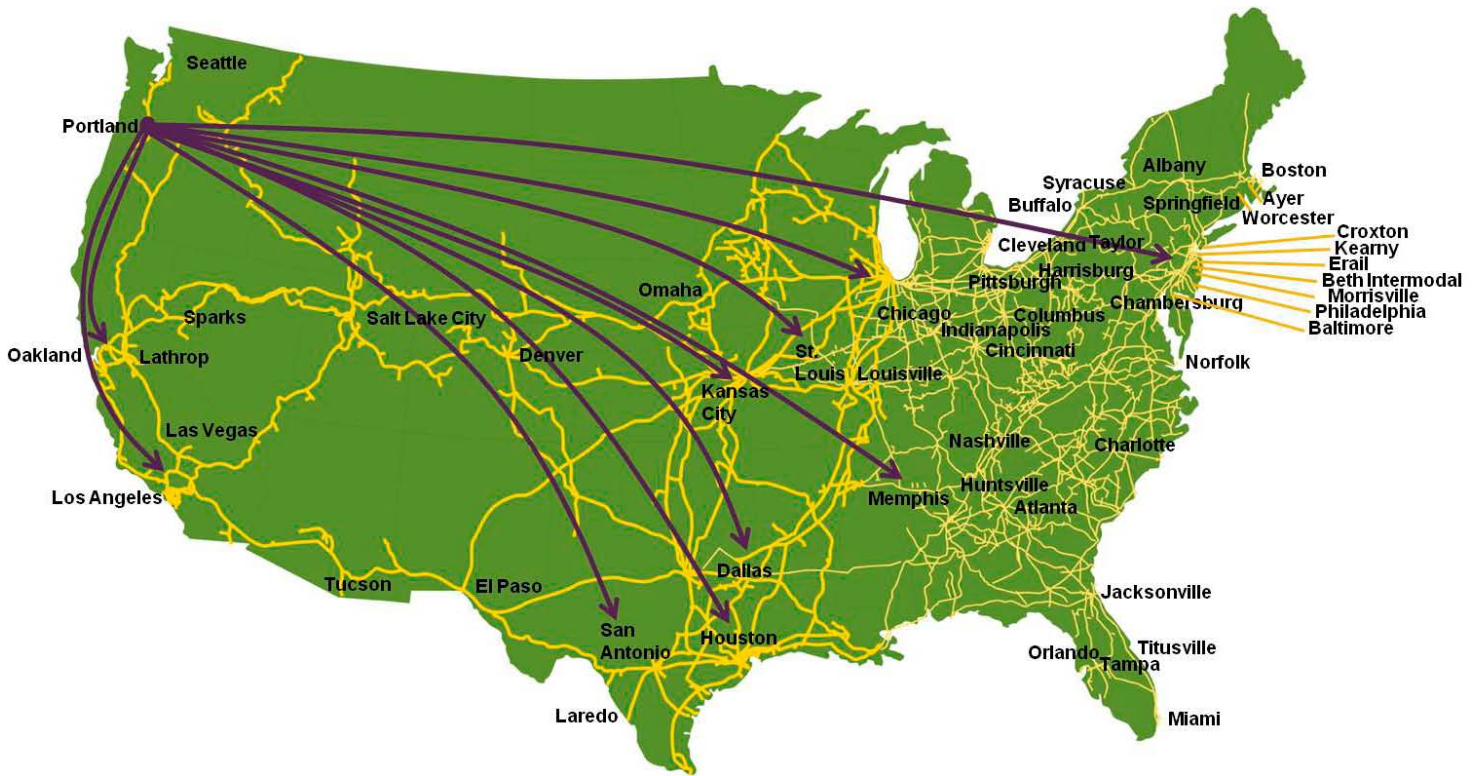 Seattle
Portland
Albany
Boston
Syracuse
Ayer
Buffalo
Springfield
Worcester
Croxton
Cleveland
Taylor
Kearny
Erail
Harrisburg
Beth Intermodal
Pittsburgh
Omaha
Morrisville
Chambersburg
Philadelphia
Sparks
Salt Lake City
Chicago
Columbus
Baltimore
Indianapolis
Oakland
Lathrop
Denver
St.
Louis
Cincinnati
Norfolk
Louisville
Kansas
City
Las Vegas
Nashville
Charlotte
Los Angeles
Memphis
Huntsville
Atlanta
Dallas
Tucson
El Paso
Jacksonville
San
Antonio
Houston
Titusville
Orlando
Tampa
Laredo
Miami